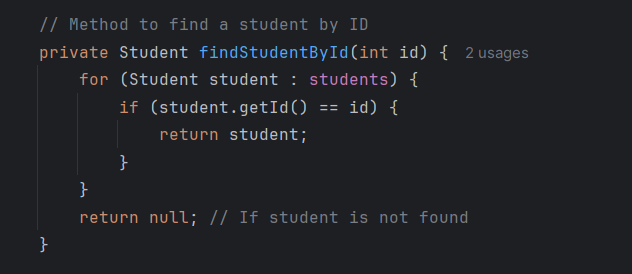 // Method to find a student by ID
private Student findStudentById(int id) { 2 usages
    for (Student student : students) {
        if (student.getId() == id) {
            return student;
        }
    }
    return null; // If student is not found
}